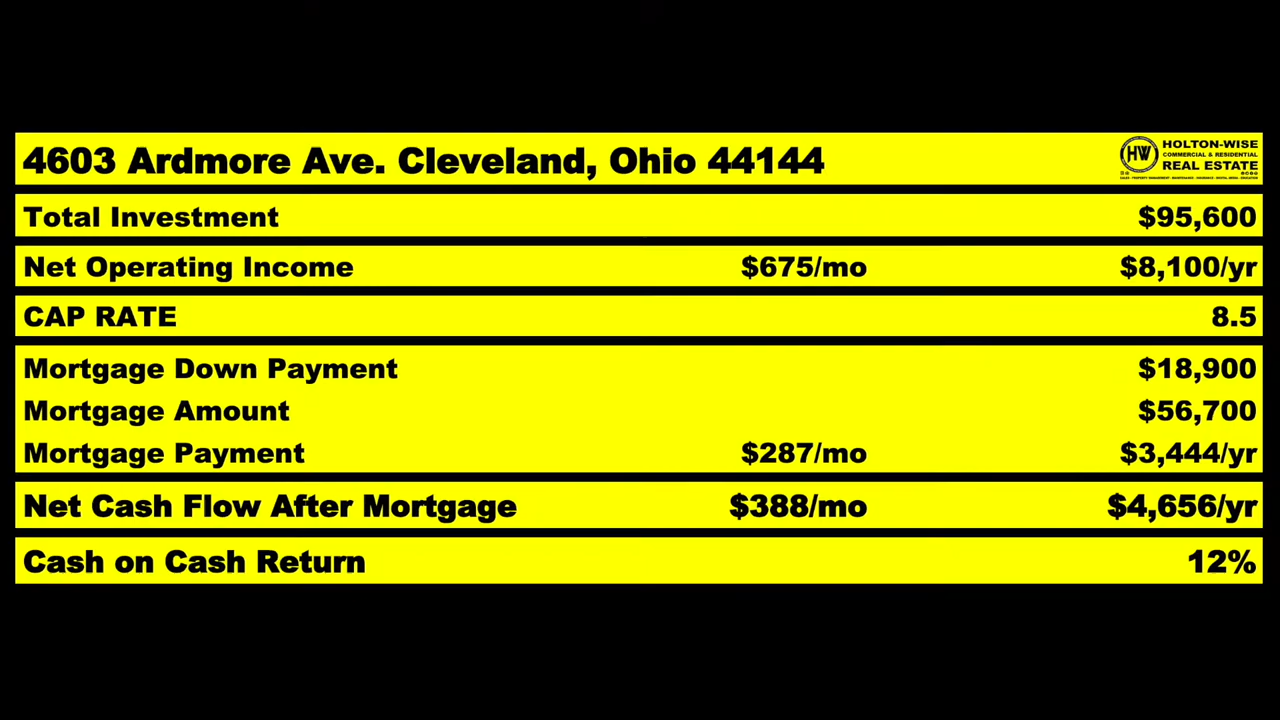 4603 Ardmore Ave. Cleveland, Ohio 44144
HW
HOLTON-WISE
COMMERCIAL & RESIDENTIAL
REAL ESTATE
Total Investment $95,600
Net Operating Income $675/mo $8,100/yr
CAP RATE 8.5
Mortgage Down Payment $18,900
Mortgage Amount $56,700
Mortgage Payment $287/mo $3,444/yr
Net Cash Flow After Mortgage $388/mo $4,656/yr
Cash on Cash Return 12%